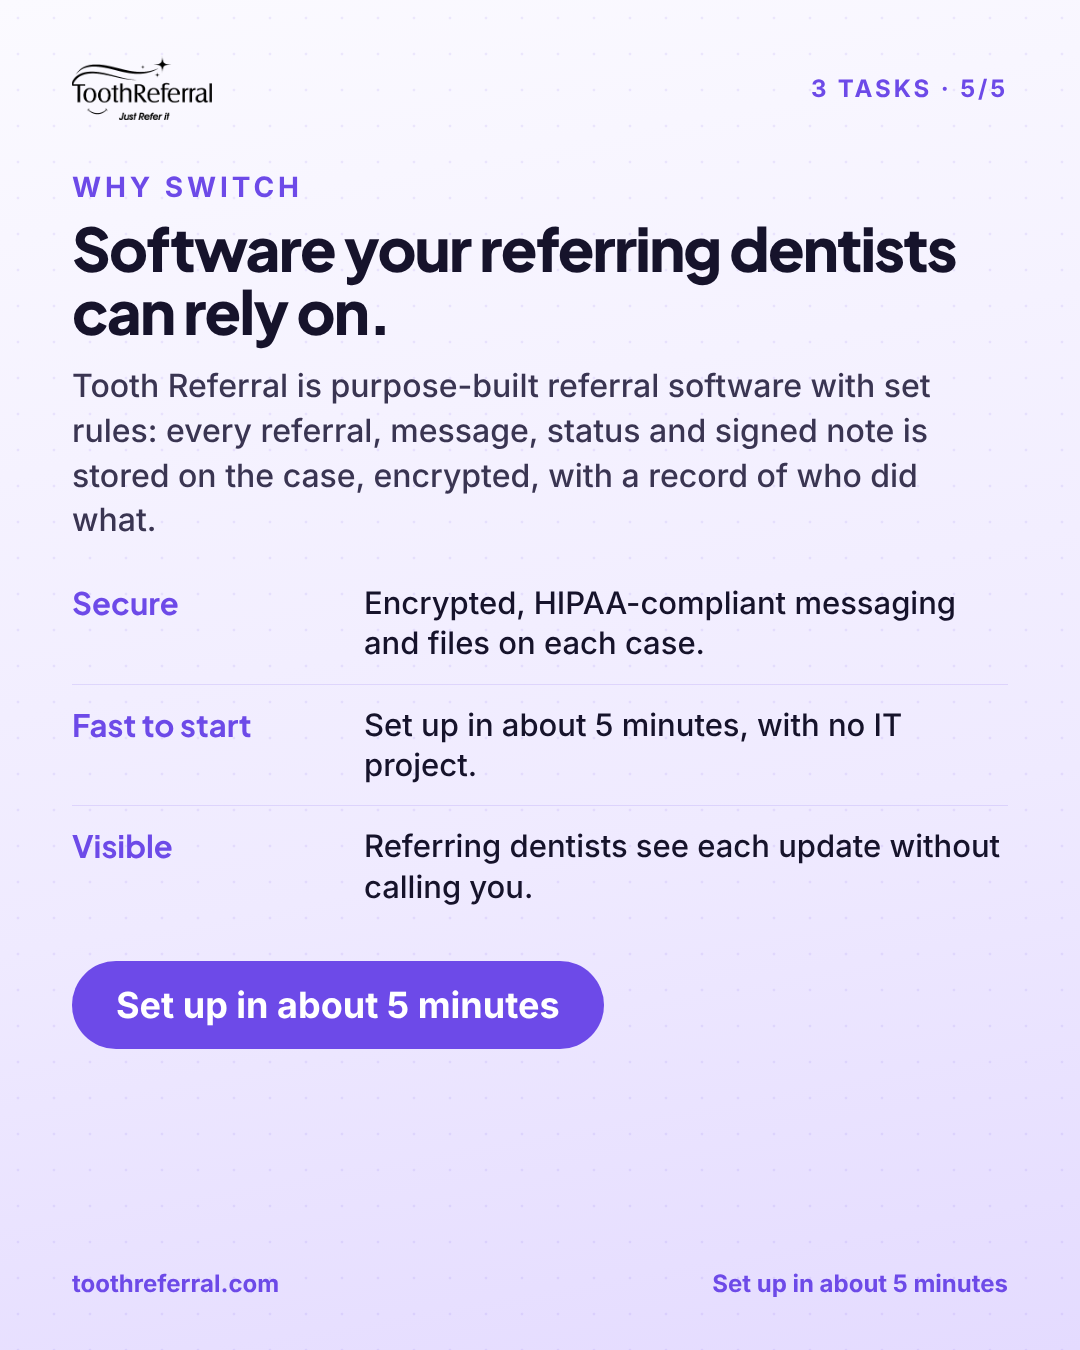 ToothReferral
Just Refer it
3 TASKS · 5/5
WHY SWITCH
Software your referring dentists
can rely on.
Tooth Referral is purpose-built referral software with set
rules: every referral, message, status and signed note is
stored on the case, encrypted, with a record of who did
what.
Secure
Encrypted, HIPAA-compliant messaging
and files on each case.
Fast to start
Set up in about 5 minutes, with no IT
project.
Visible
Referring dentists see each update without
calling you.
Set up in about 5 minutes
toothreferral.com
Set up in about 5 minutes